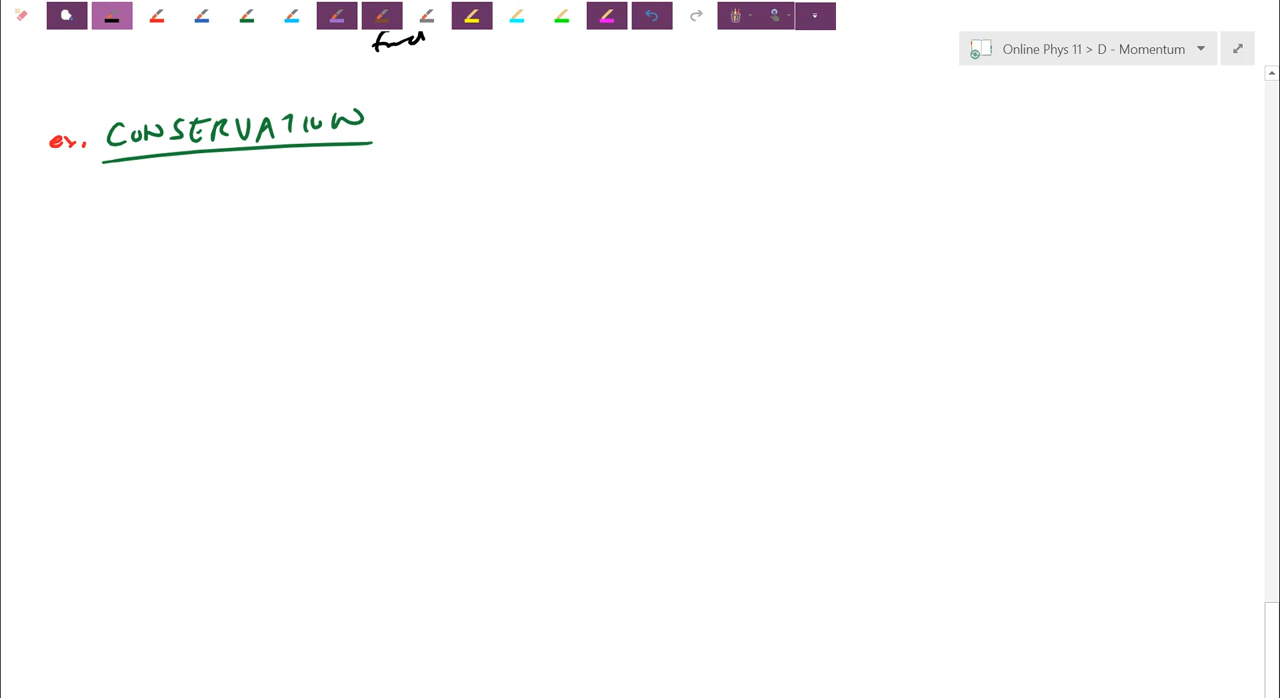 Online Phys 11 > D - Momentum
ex. CONSERVATION